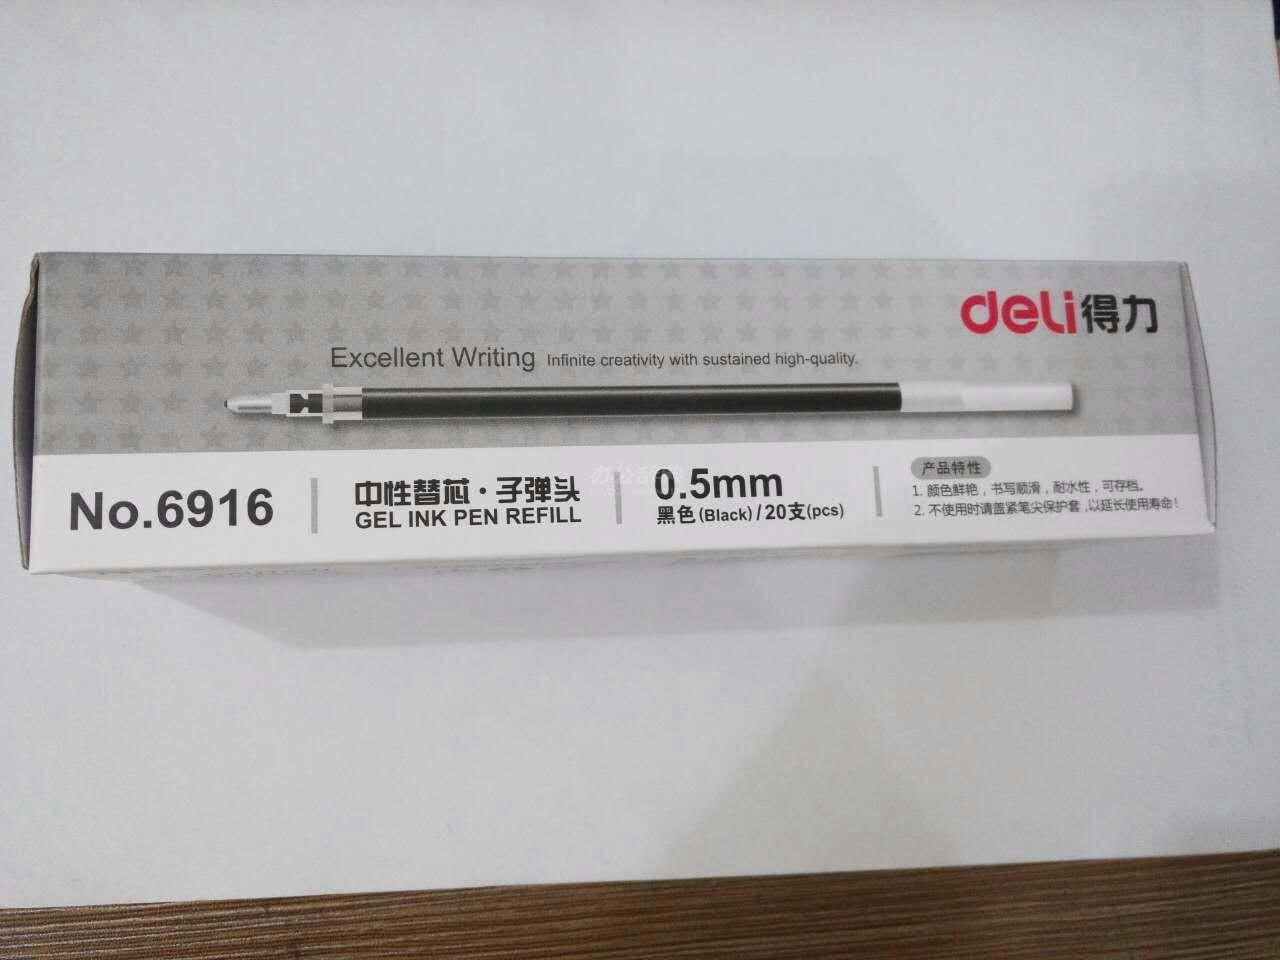 deli得力
Excellent Writing Infinite creativity with sustained high-quality.
No.6916
中性替芯·子弹头
GEL INK PEN REFILL
0.5mm
黑色(Black)/20支(pcs)
产品特性
1. 颜色鲜艳，书写顺滑，耐水性，可存档。
2. 不使用时请盖紧笔尖保护套,以延长使用寿命!